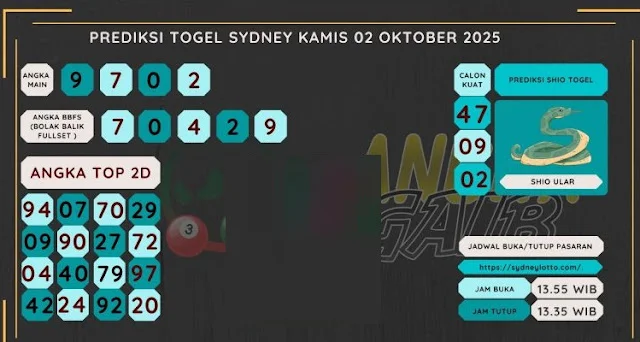 PREDIKSI TOGEL SYDNEY KAMIS 02 OKTOBER 2025
ANGKA
MAIN
9 7 0 2
ANGKA BBFS
(BOLAK BALIK
FULLSET )
7 0 4 2 9
ANGKA TOP 2D
94 07 70 29
09 90 27 72
04 40 79 97
42 24 92 20
3
CALON
KUAT
47
09
02
PREDIKSI SHIO TOGEL
SHIO ULAR
GAIB
JADWAL BUKA/TUTUP PASARAN
https://sydneylotto.com/.
JAM BUKA 13.55 WIB
JAM TUTUP 13.35 WIB